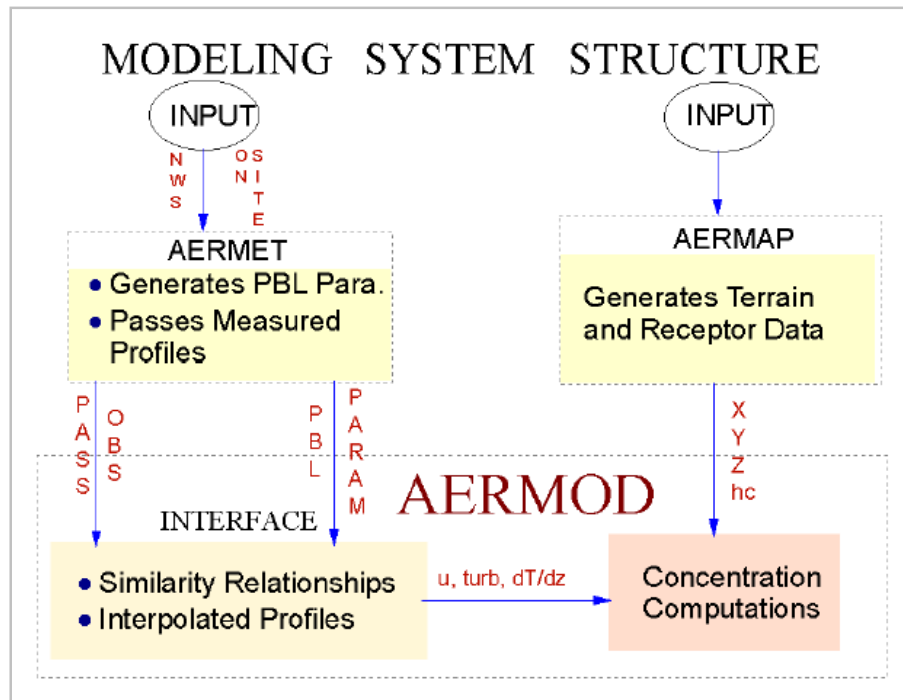 MODELING SYSTEM STRUCTURE
INPUT
INPUT
NWS
ON
SITE
AERMET
• Generates PBL Para.
• Passes Measured
Profiles
AERMAP
Generates Terrain
and Receptor Data
PASS
OBS
PBL
PARAM
X
Y
Z
hc
AERMOD
INTERFACE
• Similarity Relationships
• Interpolated Profiles
u, turb, dT/dz
Concentration
Computations